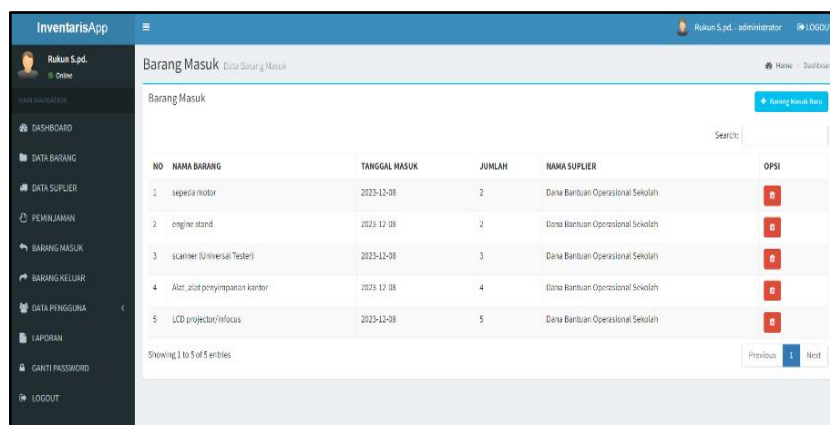 InventarisApp
Rukun S.pd. - administrator LOGOU
Rukun S.pd.
Online
MAIN NAVIGATION
DASHBOARD
DATA BARANG
DATA SUPLIER
PEMINJAMAN
BARANG MASUK
BARANG KELUAR
DATA PENGGUNA
LAPORAN
GANTI PASSWORD
LOGOUT
Barang Masuk Data Barang Masuk
Home Dashboar
Barang Masuk
Barang Masuk Baru
Search:
NO NAMA BARANG TANGGAL MASUK JUMLAH NAMA SUPLIER OPSI
1 sepeda motor 2023-12-08 2 Dana Bantuan Operasional Sekolah
2 engine stand 2023-12-08 2 Dana Bantuan Operasional Sekolah
3 scanner (Universal Tester) 2023-12-08 3 Dana Bantuan Operasional Sekolah
4 Alat_alat penyimpanan kantor 2023-12-08 4 Dana Bantuan Operasional Sekolah
5 LCD projector/infocus 2023-12-08 5 Dana Bantuan Operasional Sekolah
Showing 1 to 5 of 5 entries
Previous 1 Next